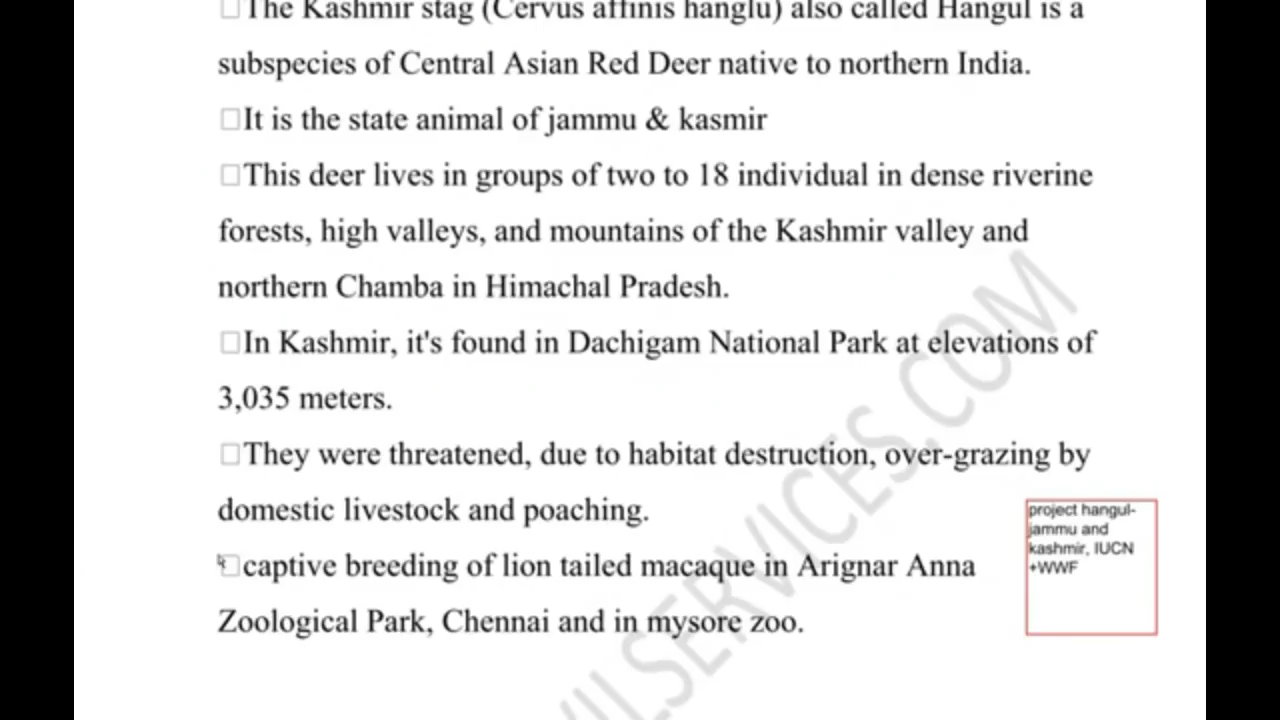 □The Kashmir stag (Cervus affinis hanglu) also called Hangul is a
subspecies of Central Asian Red Deer native to northern India.
□It is the state animal of jammu & kasmir
□This deer lives in groups of two to 18 individual in dense riverine
forests, high valleys, and mountains of the Kashmir valley and
northern Chamba in Himachal Pradesh.
□In Kashmir, it's found in Dachigam National Park at elevations of
3,035 meters.
□They were threatened, due to habitat destruction, over-grazing by
domestic livestock and poaching.
□captive breeding of lion tailed macaque in Arignar Anna
Zoological Park, Chennai and in mysore zoo.
project hangul-
jammu and
kashmir, IUCN
+WWF
VILSERVICES.COM